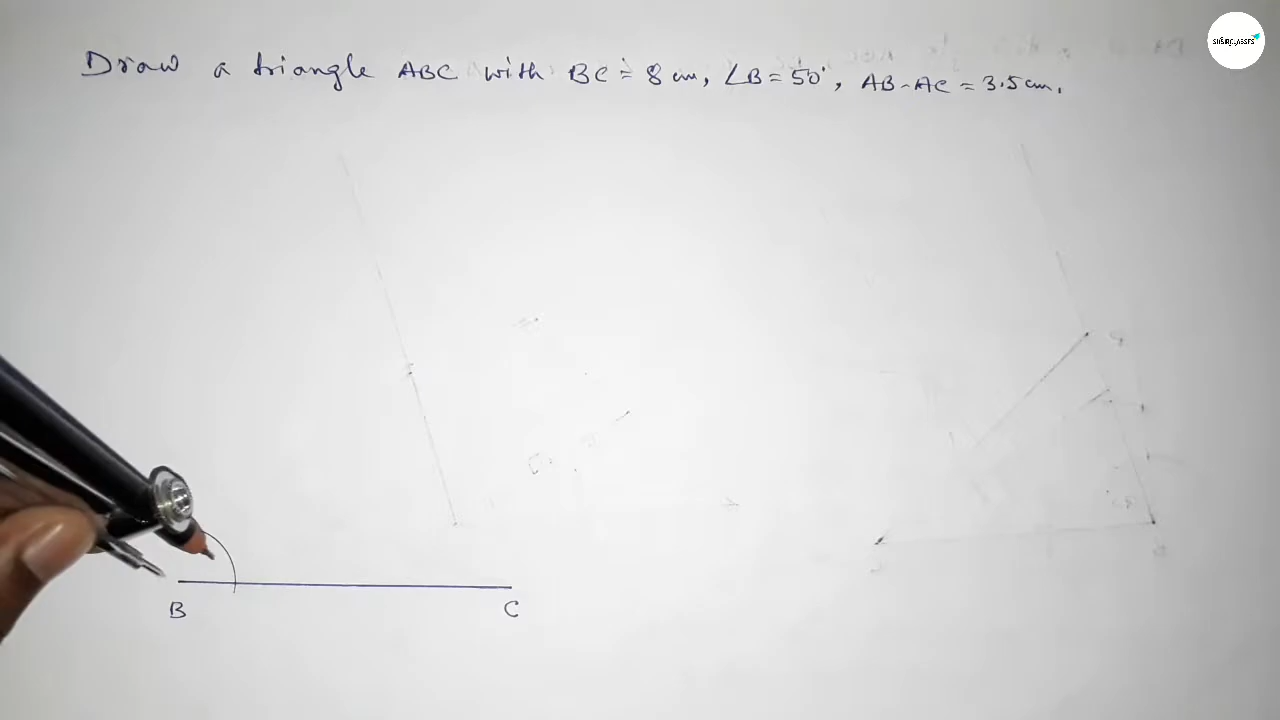 Draw a triangle ABC with BC = 8 cm, ∠B = 50°, AB-AC = 3.5 cm.
B C